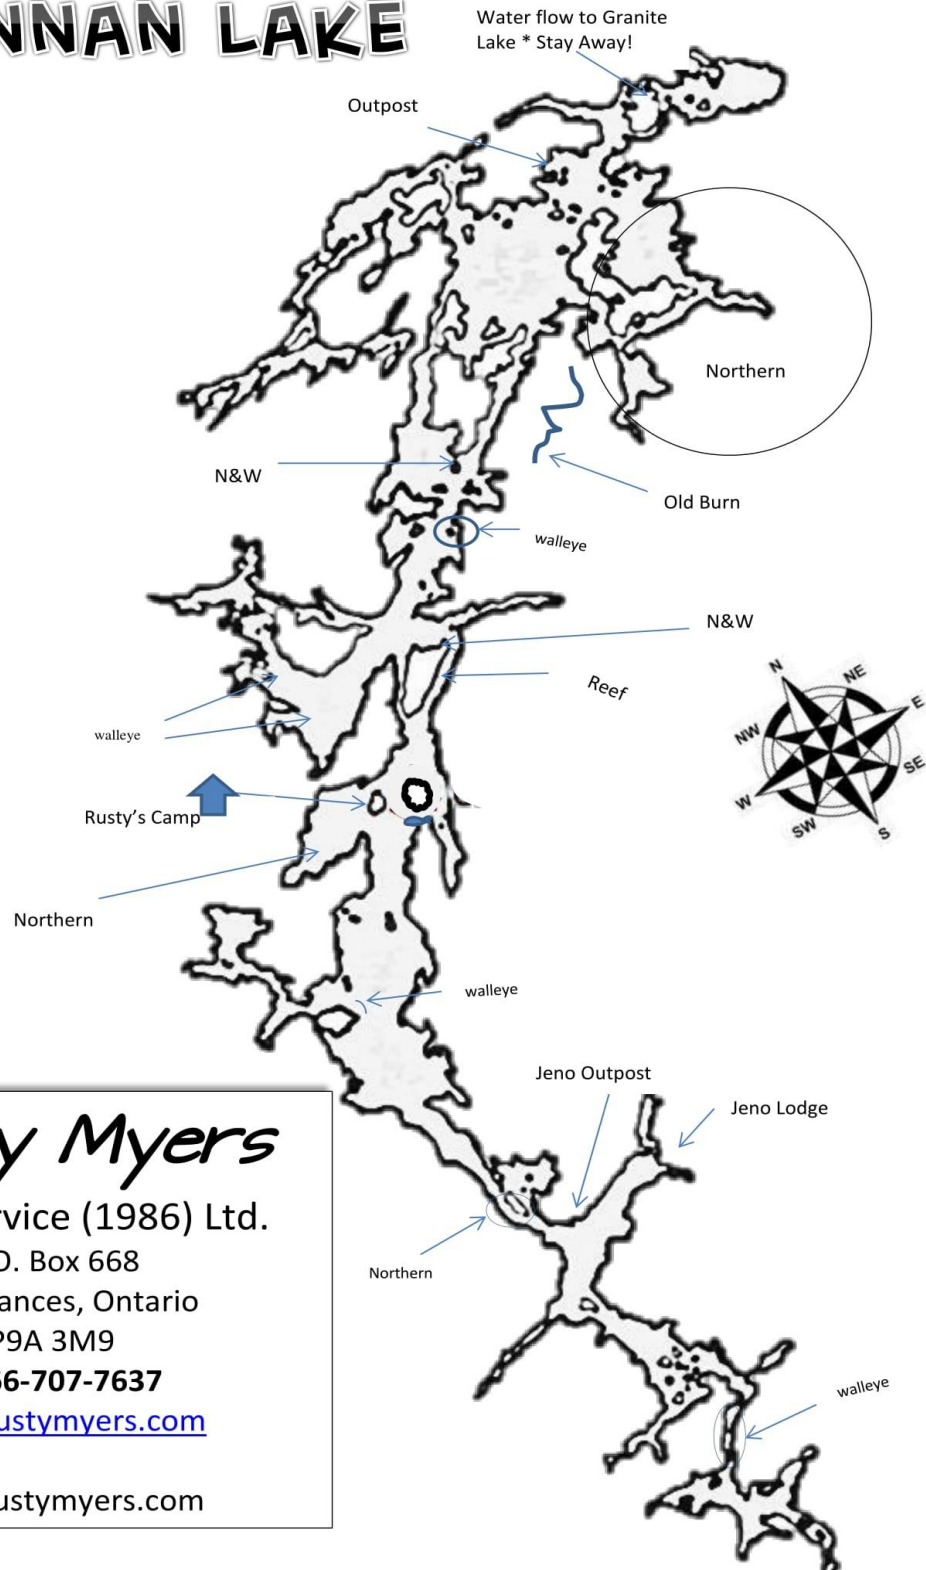 NNAN LAKE
Water flow to Granite
Lake * Stay Away!
Outpost
Northern
N&W
Old Burn
walleye
N&W
Reef
walleye
Rusty's Camp
Northern
walleye
N
NE
E
SE
S
SW
W
NW
Jeno Outpost
Jeno Lodge
Northern
walleye
y Myers
rvice (1986) Ltd.
O. Box 668
ances, Ontario
P9A 3M9
66-707-7637
ustymyers.com
ustymyers.com